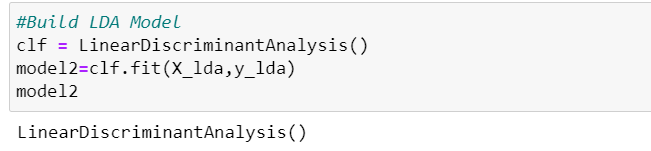 #Build LDA Model
clf = LinearDiscriminantAnalysis()
model2=clf.fit(X_lda,y_lda)
model2
LinearDiscriminantAnalysis()